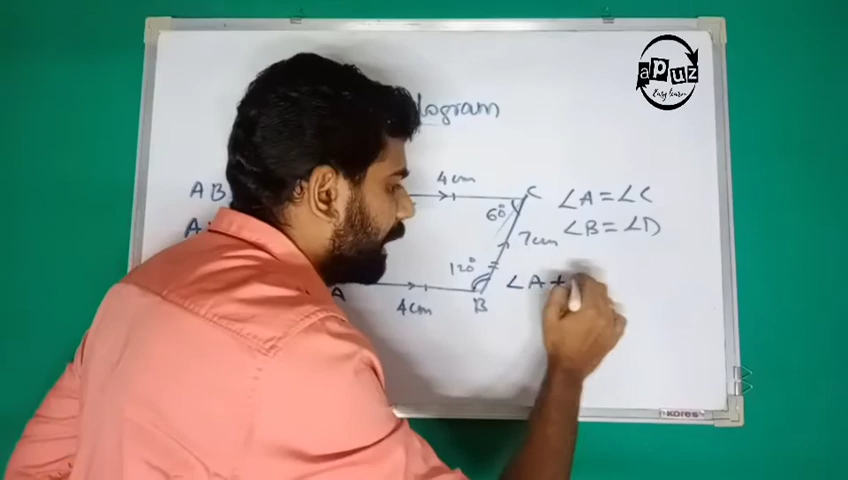 apuz
Easy learn
logram
4cm
AB
C
∠A=∠C
60°
A
7cm
∠B=∠D
120°
∠A+
A
4cm
B
Kores